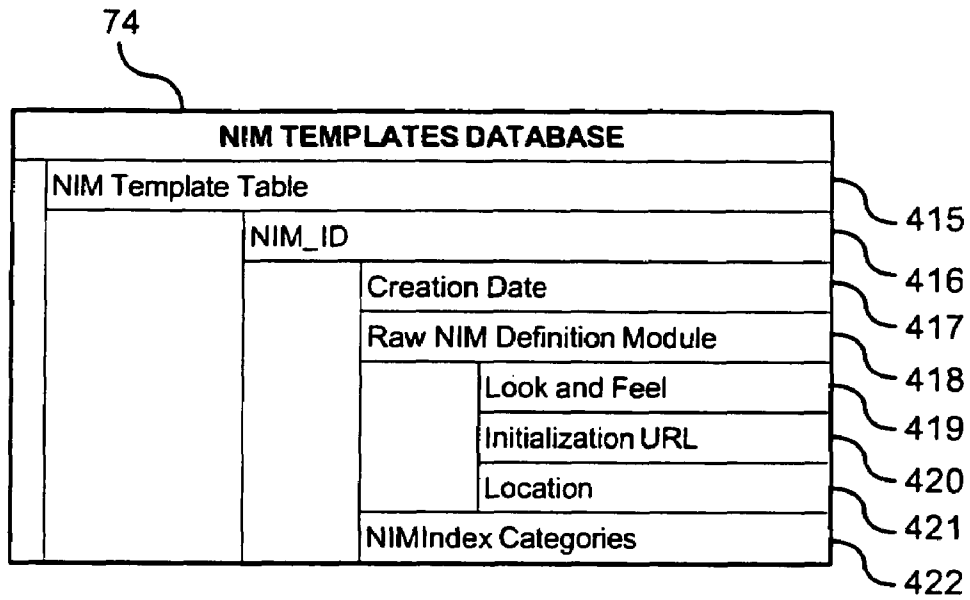 74
NIM TEMPLATES DATABASE
NIM Template Table
415
NIM_ID
416
Creation Date
417
Raw NIM Definition Module
418
Look and Feel
419
Initialization URL
420
Location
421
NIMIndex Categories
422